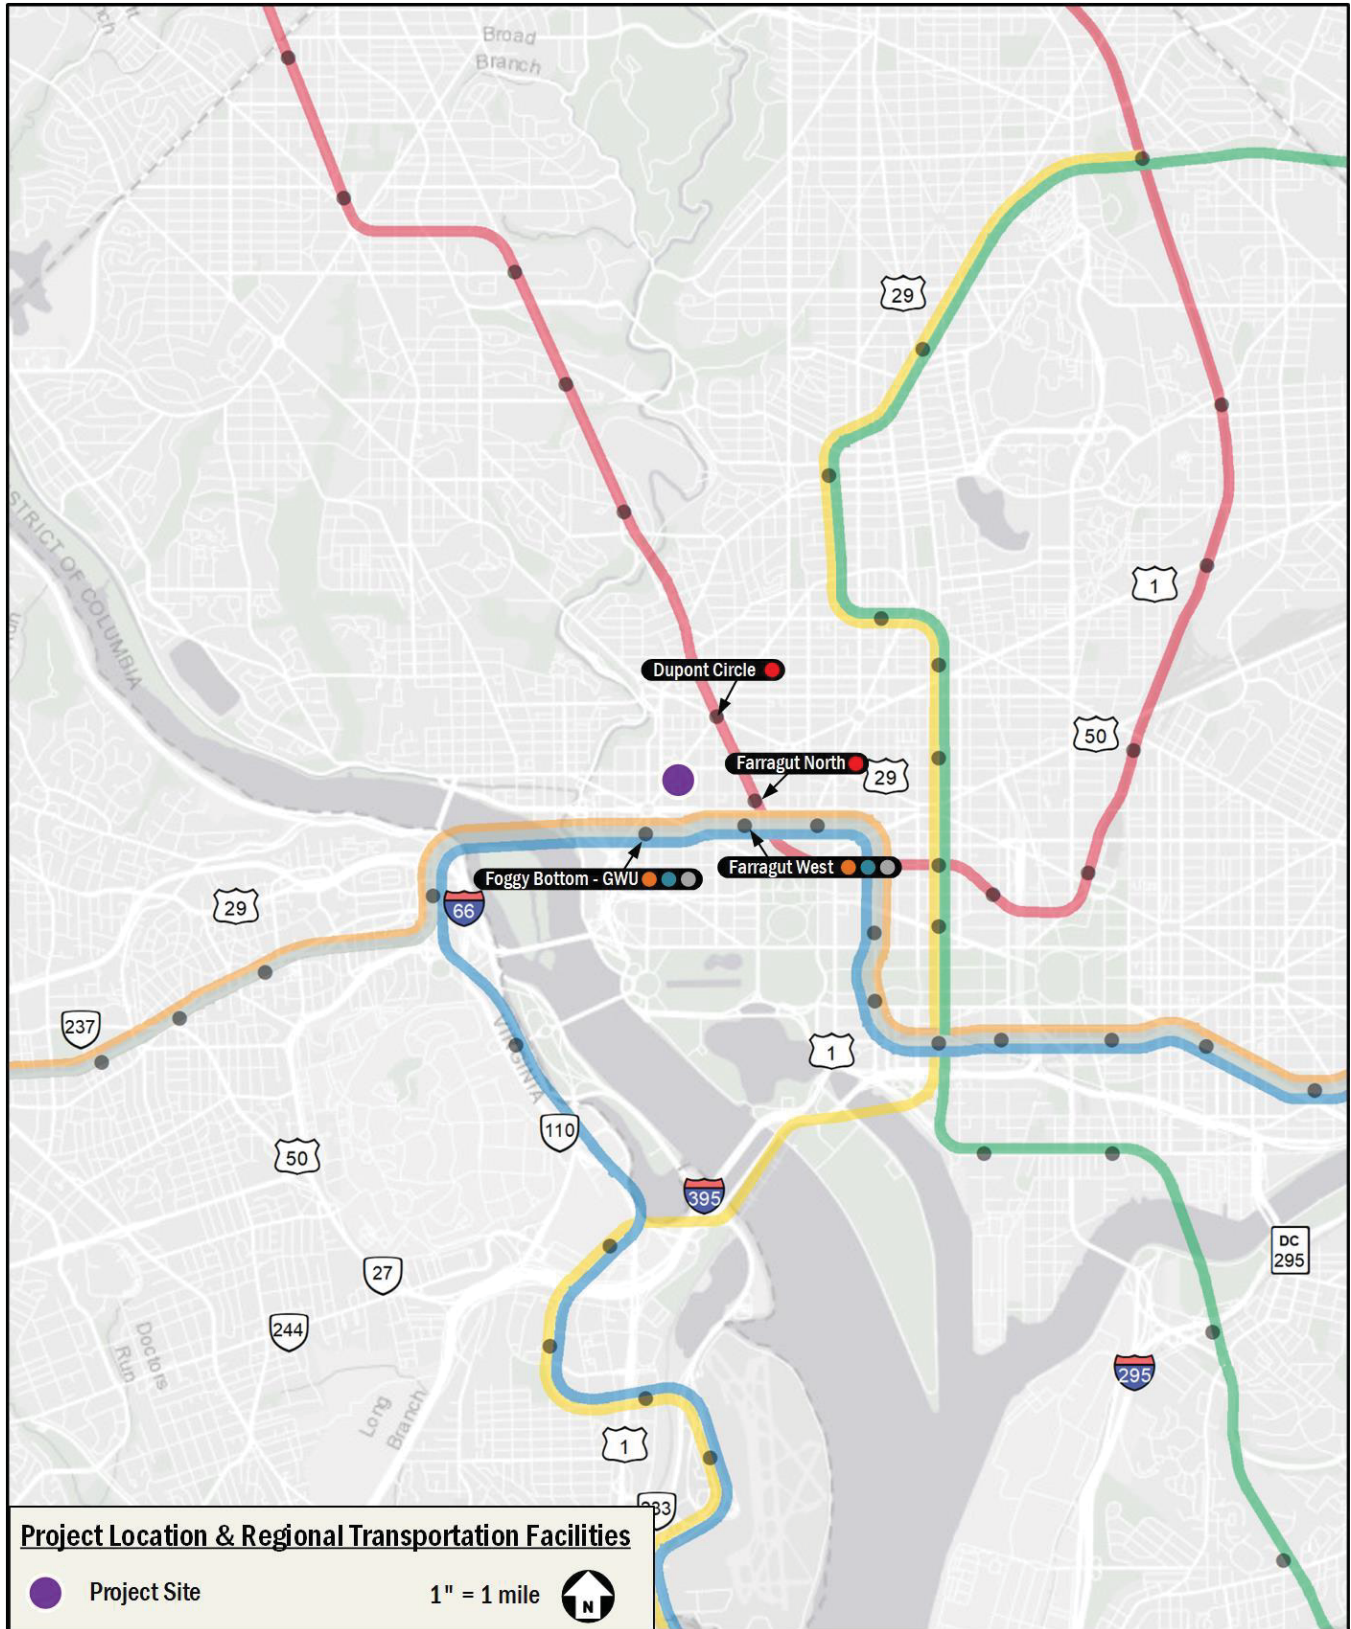 Broad
Branch
29
1
Dupont Circle
50
Farragut North
29
STRICT OF COLUMBIA
Farragut West
Foggy Bottom - GWU
29
66
237
1
VIRGINIA
110
50
395
DC
295
27
244
295
Doctors
Run
Long
Branch
1
Project Location & Regional Transportation Facilities
Project Site
1" = 1 mile
N